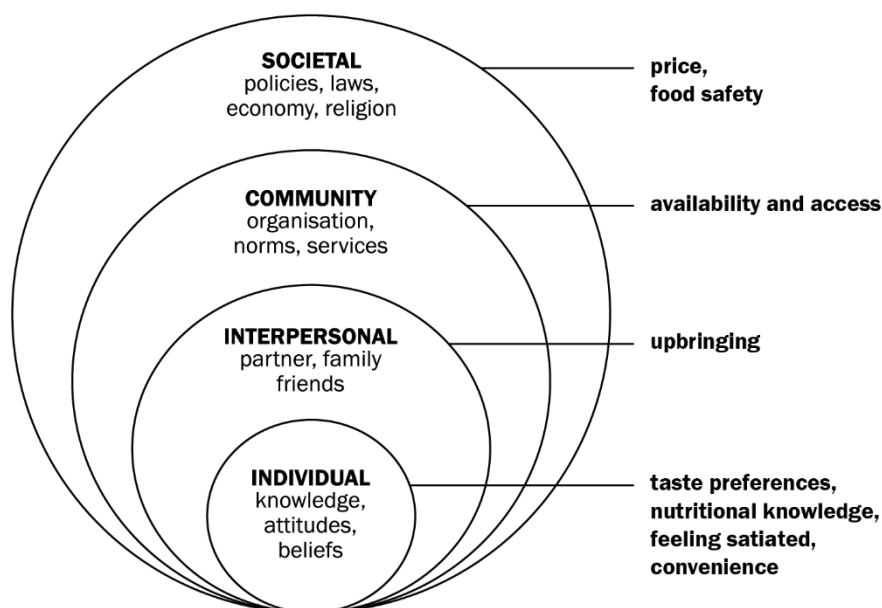 SOCIETAL
policies, laws,
economy, religion
price,
food safety
COMMUNITY
organisation,
norms, services
availability and access
INTERPERSONAL
partner, family
friends
upbringing
INDIVIDUAL
knowledge,
attitudes,
beliefs
taste preferences,
nutritional knowledge,
feeling satiated,
convenience